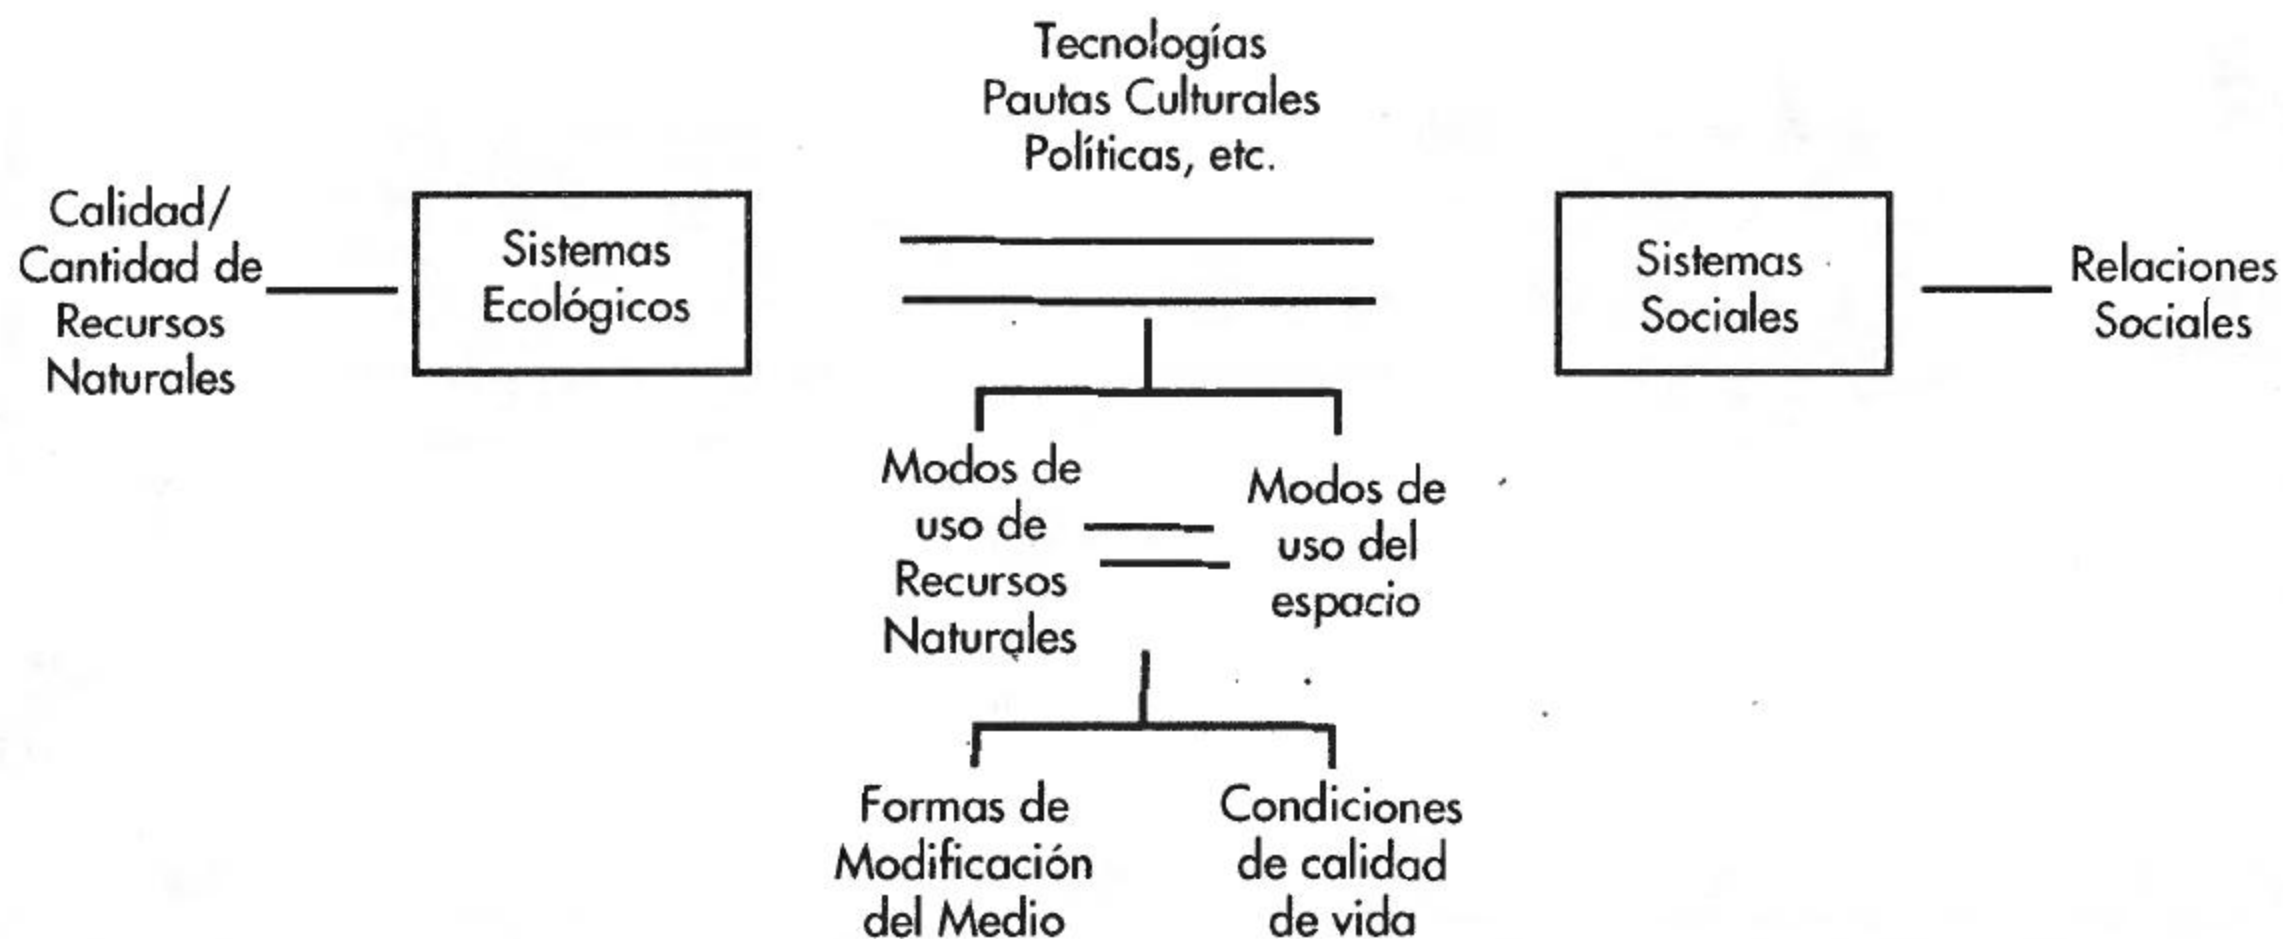 Tecnologías
Pautas Culturales
Políticas, etc.
Calidad/
Cantidad de
Recursos
Naturales
Sistemas
Ecológicos
Sistemas
Sociales
Relaciones
Sociales
Modos de
uso de
Recursos
Naturales
Modos de
uso del
espacio
Formas de
Modificación
del Medio
Condiciones
de calidad
de vida